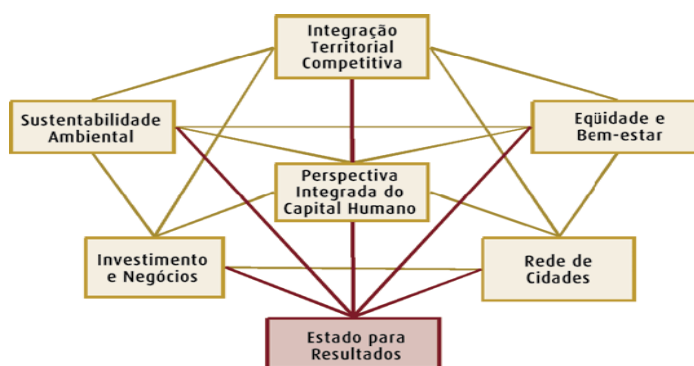 Integração
Territorial
Competitiva
Sustentabilidade
Ambiental
Eqüidade e
Bem-estar
Perspectiva
Integrada do
Capital Humano
Investimento
e Negócios
Rede de
Cidades
Estado para
Resultados